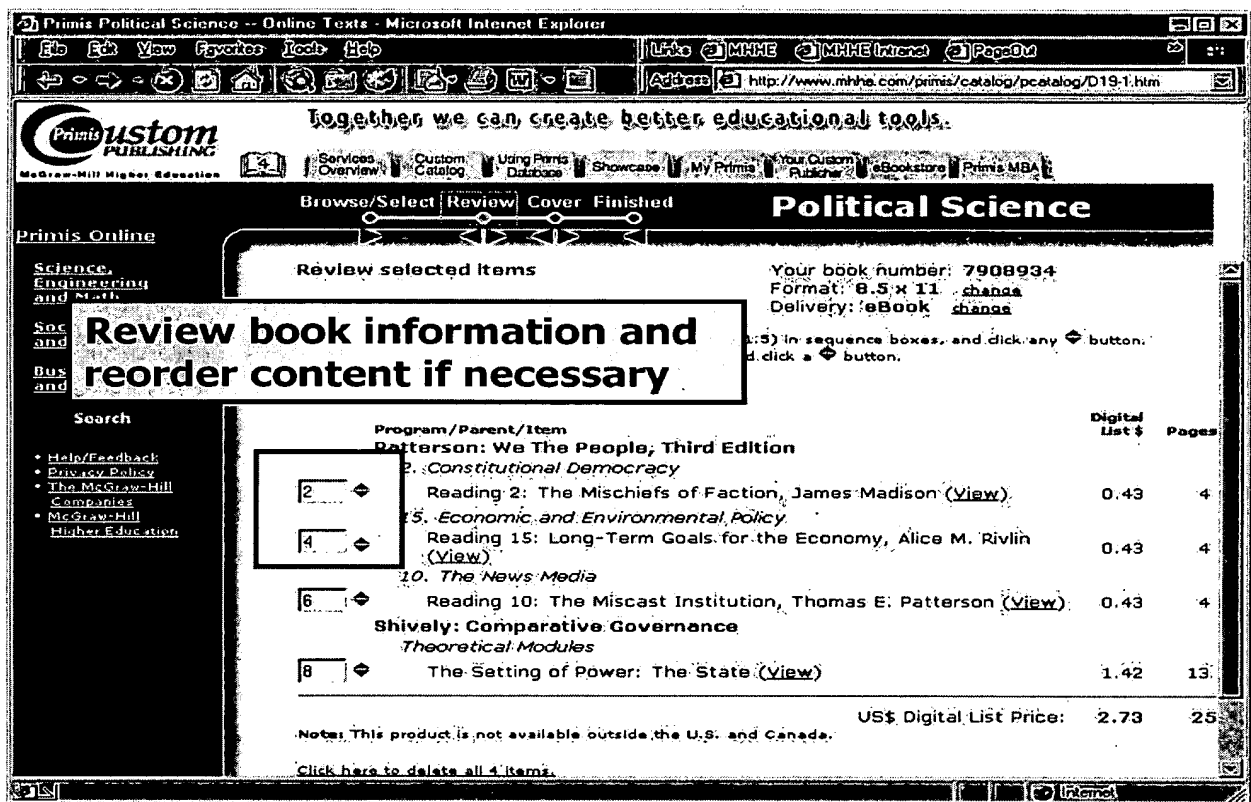 Primis Political Science -- Online Texts - Microsoft Internet Explorer
File Edit View Favorites Tools Help
Links MHHE MHHE Intranet PageOut
Address http://www.mhhe.com/primis/catalog/pcatalog/D19-1.htm
Primis Custom
PUBLISHING
McGraw-Hill Higher Education
Together we can create better educational tools.
Services Overview
Custom Catalog
Using Primis Database
Showcase
My Primis
Your Custom Publisher
eBookstore
Primis MBA
Browse/Select Review Cover Finished
Political Science
Primis Online
Science,
Engineering
and Math
Soc
and
Bus
and
Search
• Help/Feedback
• Privacy Policy
• The McGraw-Hill
Companies
• McGraw-Hill
Higher Education
Review selected items
Your book number: 7908934
Format: 8.5 x 11 change
Delivery: eBook change
1:5) in sequence boxes, and click any button.
d click a button.
Review book information and
reorder content if necessary
Program/Parent/Item
Digital
List $ Pages
Patterson: We The People, Third Edition
2. Constitutional Democracy
2 Reading 2: The Mischiefs of Faction, James Madison (View) 0.43 4
15. Economic and Environmental Policy
4 Reading 15: Long-Term Goals for the Economy, Alice M. Rivlin
(View) 0.43 4
10. The News Media
6 Reading 10: The Miscast Institution, Thomas E. Patterson (View) 0.43 4
Shively: Comparative Governance
Theoretical Modules
8 The Setting of Power: The State (View) 1.42 13
US$ Digital List Price: 2.73 25
Note: This product is not available outside the U.S. and Canada.
Click here to delete all 4 items.
Internet